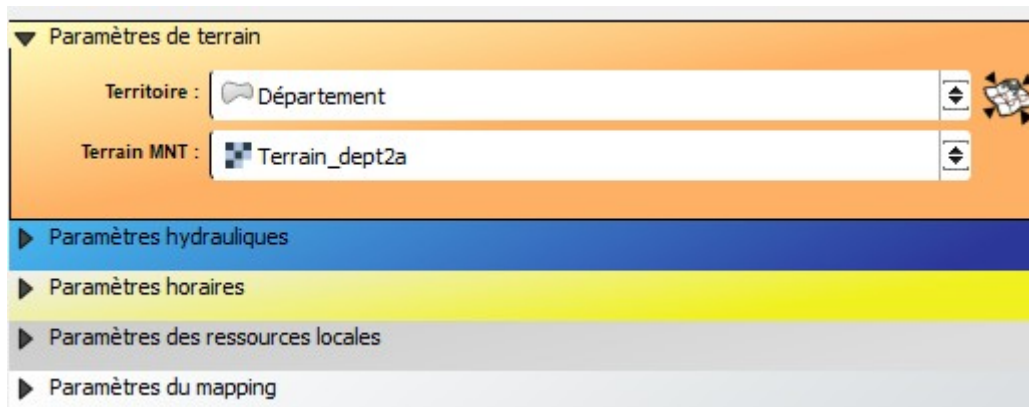 Paramètres de terrain
Territoire : Département
Terrain MNT : Terrain_dept2a
Paramètres hydrauliques
Paramètres horaires
Paramètres des ressources locales
Paramètres du mapping